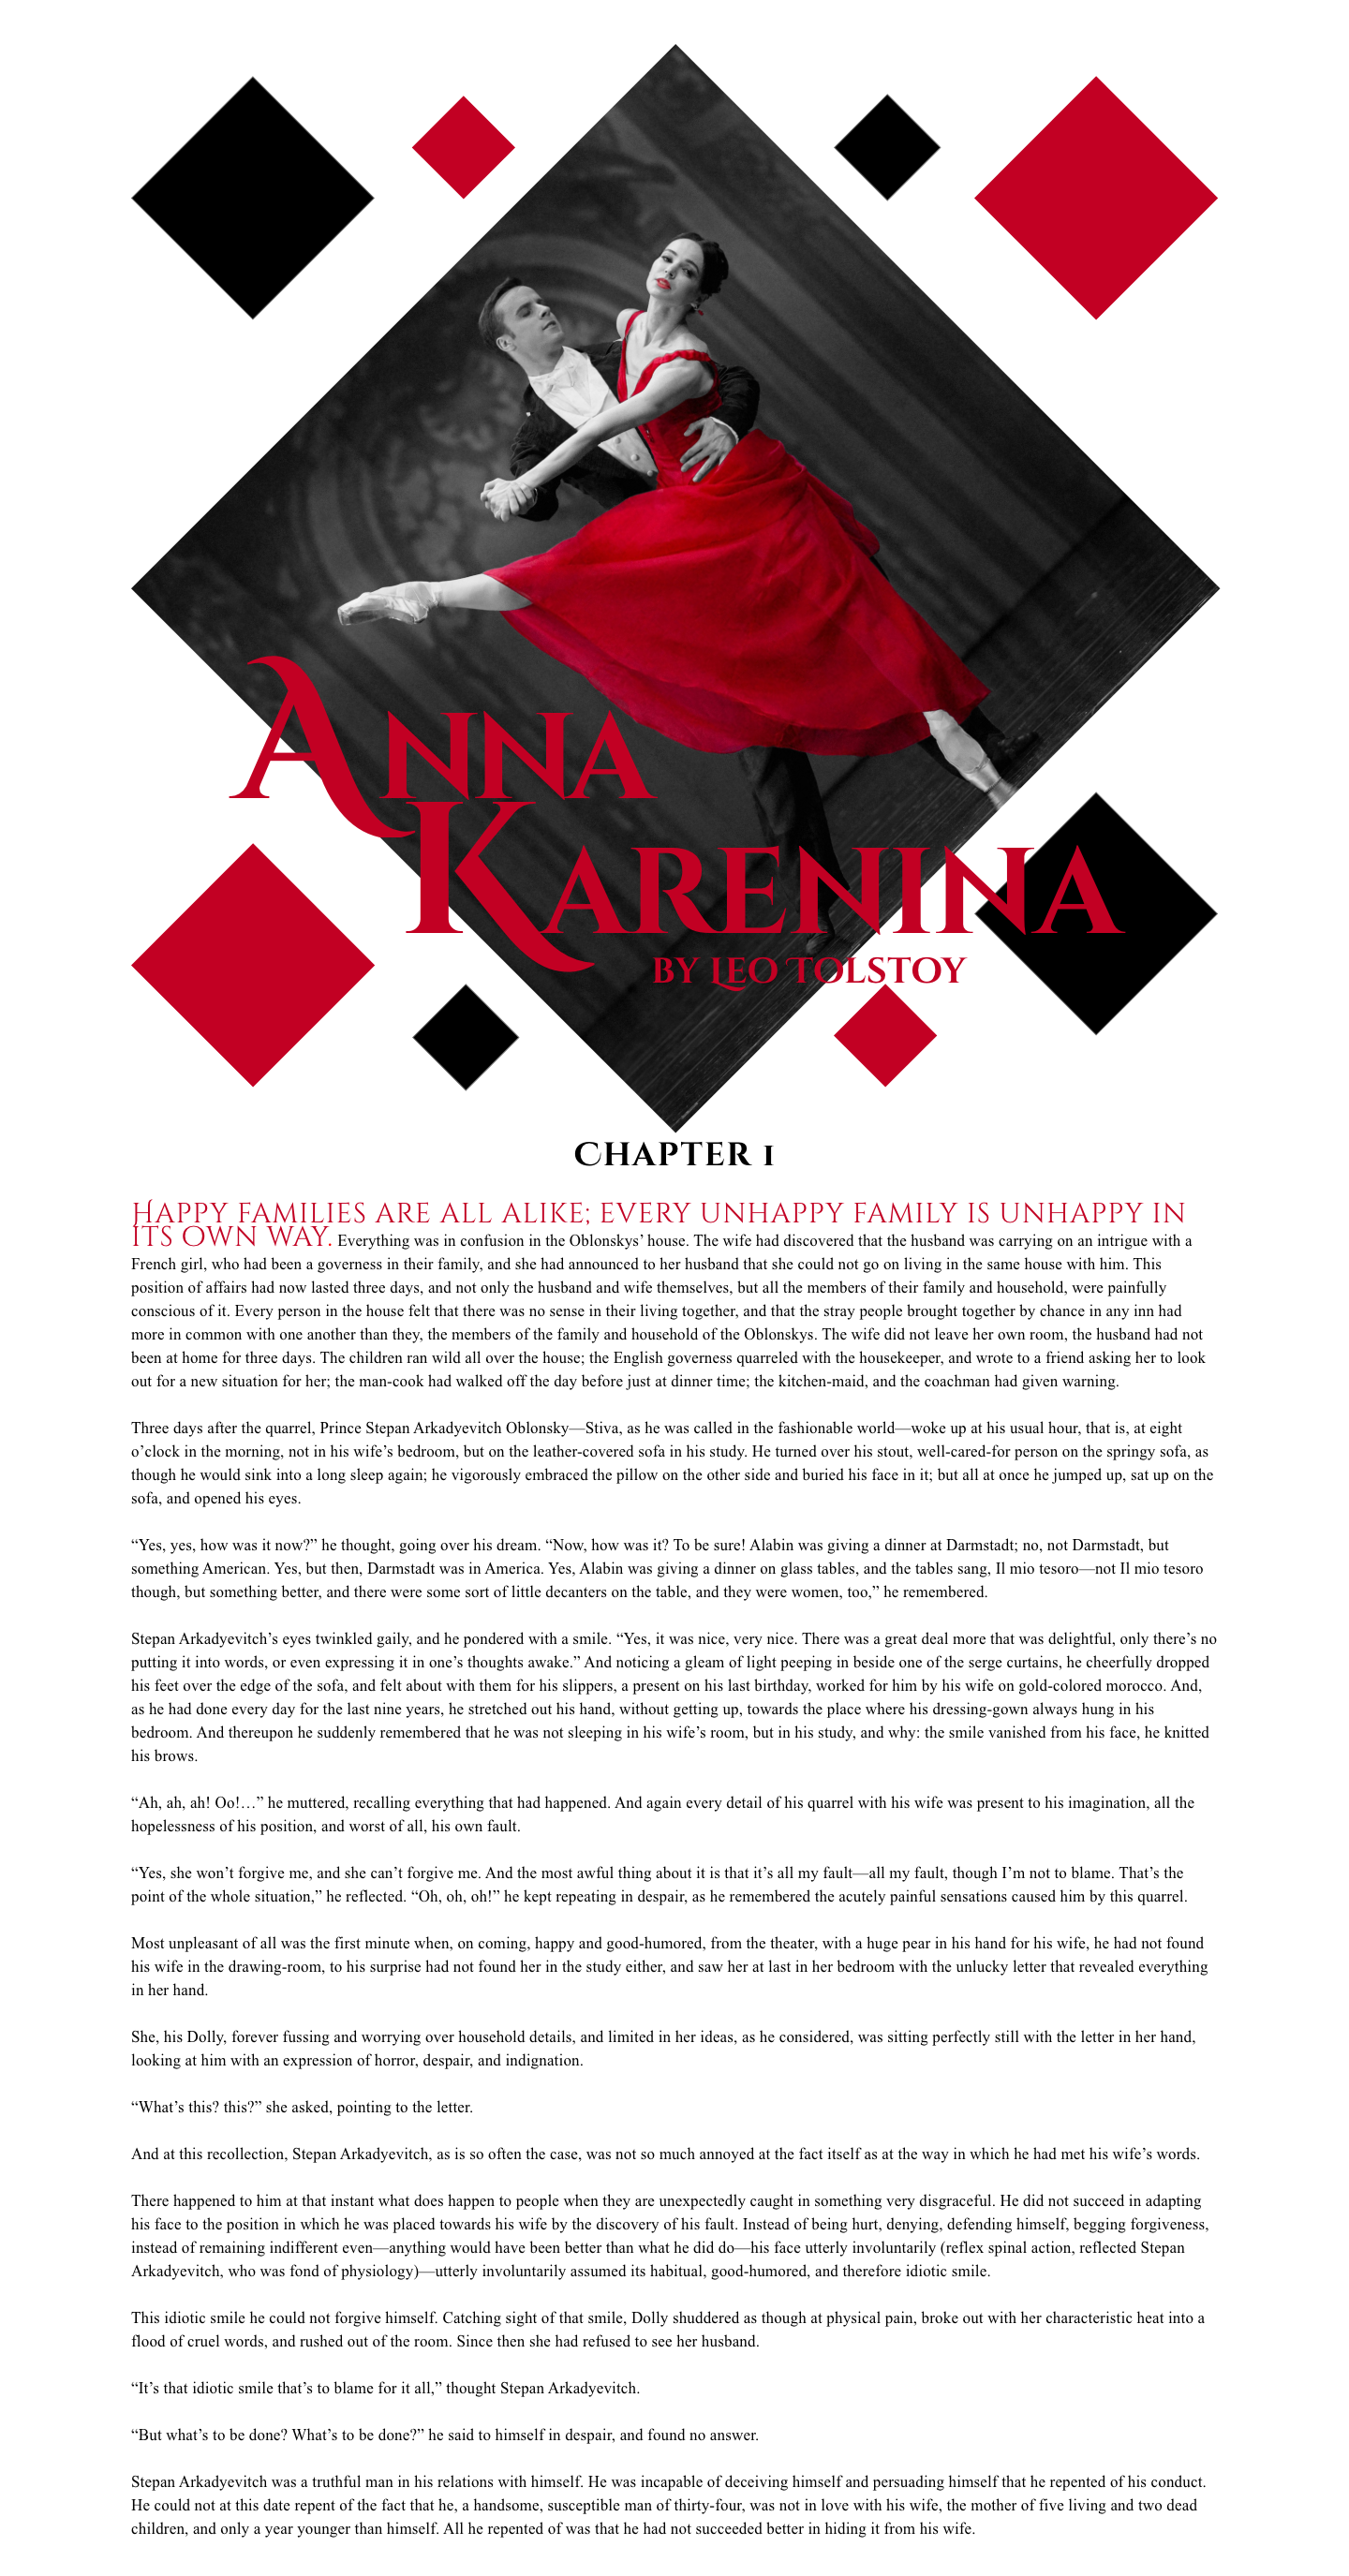 Anna
Karenina
by Leo Tolstoy
Chapter 1
Happy families are all alike; every unhappy family is unhappy in
its own way. Everything was in confusion in the Oblonskys’ house. The wife had discovered that the husband was carrying on an intrigue with a
French girl, who had been a governess in their family, and she had announced to her husband that she could not go on living in the same house with him. This
position of affairs had now lasted three days, and not only the husband and wife themselves, but all the members of their family and household, were painfully
conscious of it. Every person in the house felt that there was no sense in their living together, and that the stray people brought together by chance in any inn had
more in common with one another than they, the members of the family and household of the Oblonskys. The wife did not leave her own room, the husband had not
been at home for three days. The children ran wild all over the house; the English governess quarreled with the housekeeper, and wrote to a friend asking her to look
out for a new situation for her; the man-cook had walked off the day before just at dinner time; the kitchen-maid, and the coachman had given warning.
Three days after the quarrel, Prince Stepan Arkadyevitch Oblonsky—Stiva, as he was called in the fashionable world—woke up at his usual hour, that is, at eight
o’clock in the morning, not in his wife’s bedroom, but on the leather-covered sofa in his study. He turned over his stout, well-cared-for person on the springy sofa, as
though he would sink into a long sleep again; he vigorously embraced the pillow on the other side and buried his face in it; but all at once he jumped up, sat up on the
sofa, and opened his eyes.
“Yes, yes, how was it now?” he thought, going over his dream. “Now, how was it? To be sure! Alabin was giving a dinner at Darmstadt; no, not Darmstadt, but
something American. Yes, but then, Darmstadt was in America. Yes, Alabin was giving a dinner on glass tables, and the tables sang, Il mio tesoro—not Il mio tesoro
though, but something better, and there were some sort of little decanters on the table, and they were women, too,” he remembered.
Stepan Arkadyevitch’s eyes twinkled gaily, and he pondered with a smile. “Yes, it was nice, very nice. There was a great deal more that was delightful, only there’s no
putting it into words, or even expressing it in one’s thoughts awake.” And noticing a gleam of light peeping in beside one of the serge curtains, he cheerfully dropped
his feet over the edge of the sofa, and felt about with them for his slippers, a present on his last birthday, worked for him by his wife on gold-colored morocco. And,
as he had done every day for the last nine years, he stretched out his hand, without getting up, towards the place where his dressing-gown always hung in his
bedroom. And thereupon he suddenly remembered that he was not sleeping in his wife’s room, but in his study, and why: the smile vanished from his face, he knitted
his brows.
“Ah, ah, ah! Oo!…” he muttered, recalling everything that had happened. And again every detail of his quarrel with his wife was present to his imagination, all the
hopelessness of his position, and worst of all, his own fault.
“Yes, she won’t forgive me, and she can’t forgive me. And the most awful thing about it is that it’s all my fault—all my fault, though I’m not to blame. That’s the
point of the whole situation,” he reflected. “Oh, oh, oh!” he kept repeating in despair, as he remembered the acutely painful sensations caused him by this quarrel.
Most unpleasant of all was the first minute when, on coming, happy and good-humored, from the theater, with a huge pear in his hand for his wife, he had not found
his wife in the drawing-room, to his surprise had not found her in the study either, and saw her at last in her bedroom with the unlucky letter that revealed everything
in her hand.
She, his Dolly, forever fussing and worrying over household details, and limited in her ideas, as he considered, was sitting perfectly still with the letter in her hand,
looking at him with an expression of horror, despair, and indignation.
“What’s this? this?” she asked, pointing to the letter.
And at this recollection, Stepan Arkadyevitch, as is so often the case, was not so much annoyed at the fact itself as at the way in which he had met his wife’s words.
There happened to him at that instant what does happen to people when they are unexpectedly caught in something very disgraceful. He did not succeed in adapting
his face to the position in which he was placed towards his wife by the discovery of his fault. Instead of being hurt, denying, defending himself, begging forgiveness,
instead of remaining indifferent even—anything would have been better than what he did do—his face utterly involuntarily (reflex spinal action, reflected Stepan
Arkadyevitch, who was fond of physiology)—utterly involuntarily assumed its habitual, good-humored, and therefore idiotic smile.
This idiotic smile he could not forgive himself. Catching sight of that smile, Dolly shuddered as though at physical pain, broke out with her characteristic heat into a
flood of cruel words, and rushed out of the room. Since then she had refused to see her husband.
“It’s that idiotic smile that’s to blame for it all,” thought Stepan Arkadyevitch.
“But what’s to be done? What’s to be done?” he said to himself in despair, and found no answer.
Stepan Arkadyevitch was a truthful man in his relations with himself. He was incapable of deceiving himself and persuading himself that he repented of his conduct.
He could not at this date repent of the fact that he, a handsome, susceptible man of thirty-four, was not in love with his wife, the mother of five living and two dead
children, and only a year younger than himself. All he repented of was that he had not succeeded better in hiding it from his wife.